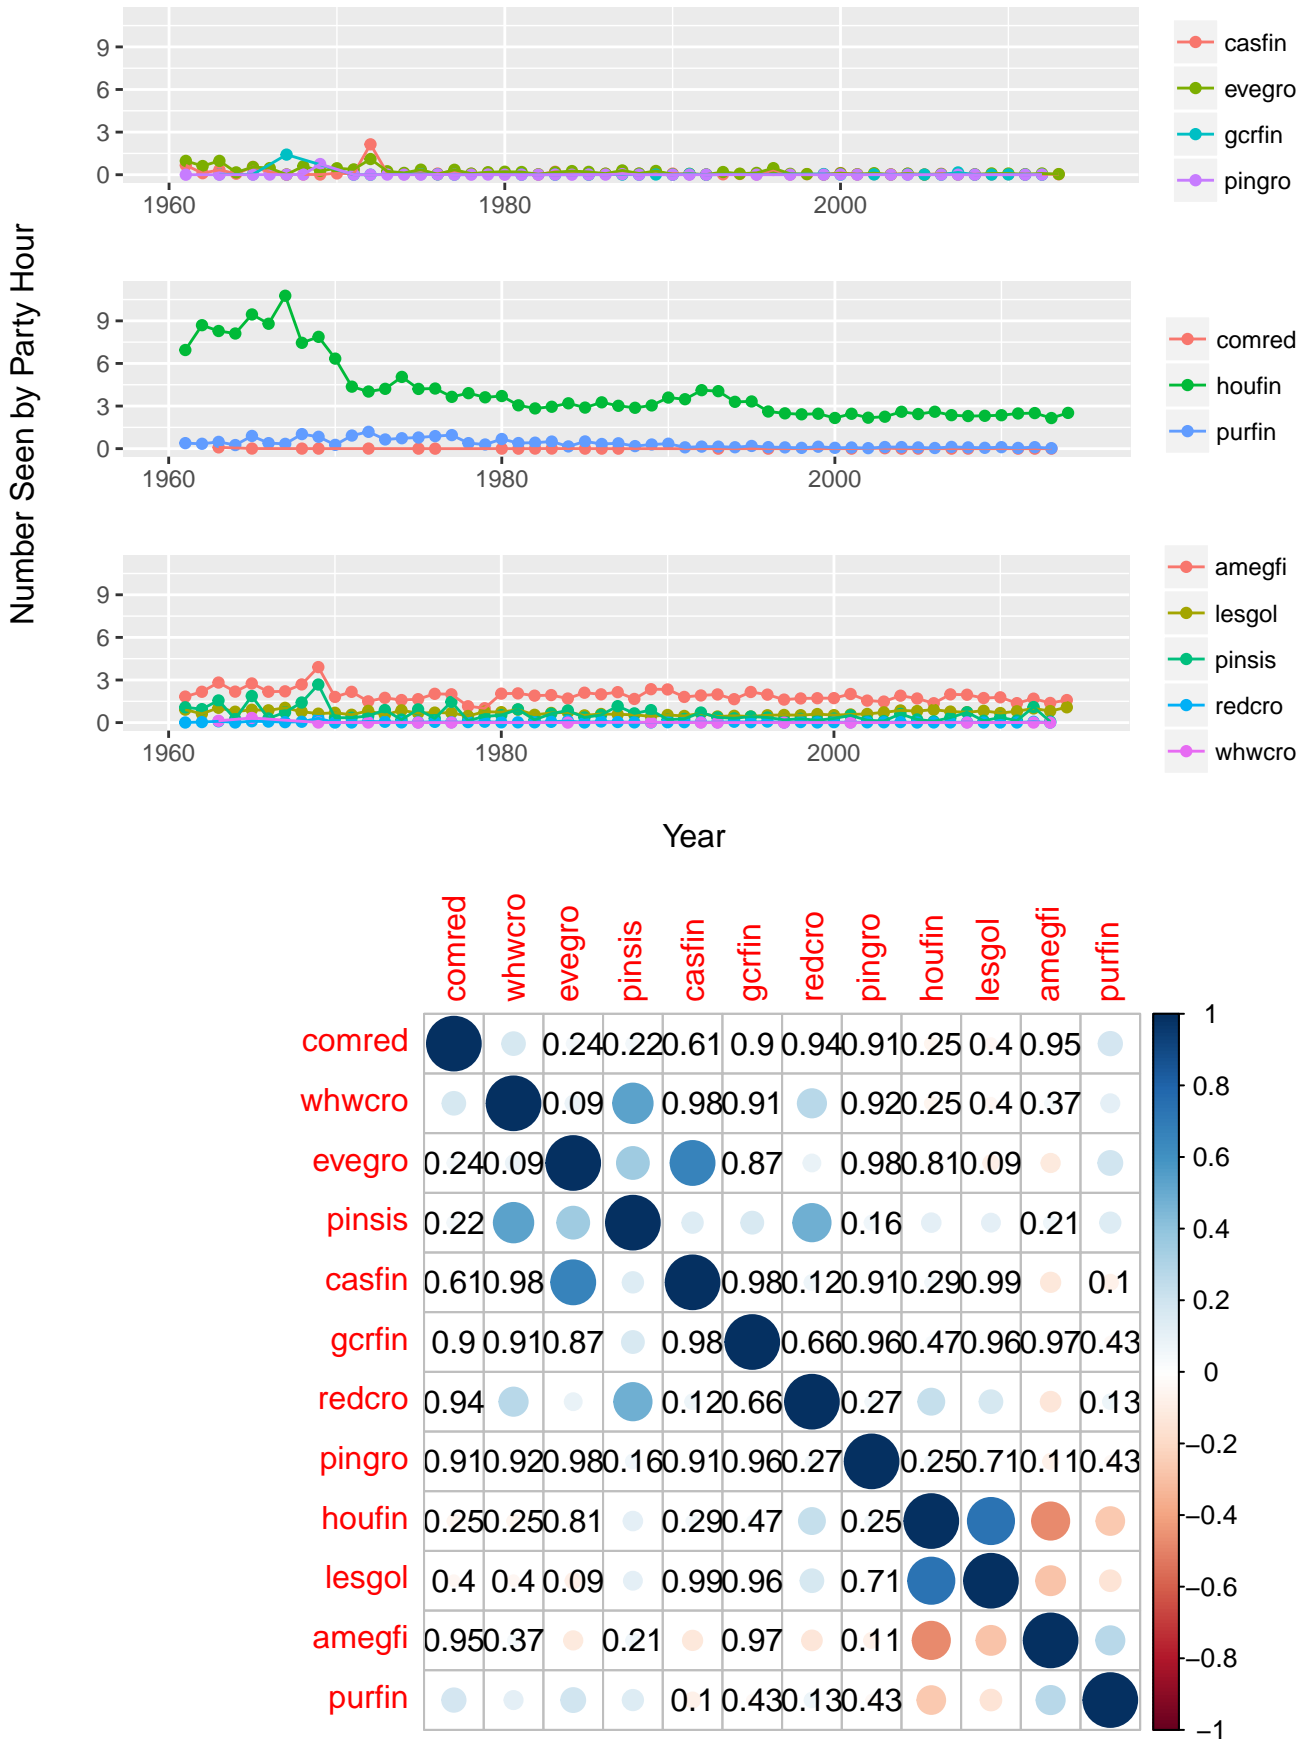 Number Seen by Party Hour
9
6
3
0
1960 1980 2000
casfin
evegro
gcrfin
pingro
9
6
3
0
1960 1980 2000
comred
houfin
purfin
9
6
3
0
1960 1980 2000
amegfi
lesgol
pinsis
redcro
whwcro
Year
comred whwcro evegro pinsis casfin gcrfin redcro pingro houfin lesgol amegfi purfin
comred 0.24 0.22 0.61 0.9 0.94 0.91 0.25 0.4 0.95
whwcro 0.09 0.98 0.91 0.92 0.25 0.4 0.37
evegro 0.24 0.09 0.87 0.98 0.81 0.09
pinsis 0.22 0.16 0.21
casfin 0.61 0.98 0.98 0.12 0.91 0.29 0.99 0.1
gcrfin 0.9 0.91 0.87 0.98 0.66 0.96 0.47 0.96 0.97 0.43
redcro 0.94 0.12 0.66 0.27 0.13
pingro 0.91 0.92 0.98 0.16 0.91 0.96 0.27 0.25 0.71 0.11 0.43
houfin 0.25 0.25 0.81 0.29 0.47 0.25
lesgol 0.4 0.4 0.09 0.99 0.96 0.71
amegfi 0.95 0.37 0.21 0.97 0.11
purfin 0.1 0.43 0.13 0.43
1
0.8
0.6
0.4
0.2
0
−0.2
−0.4
−0.6
−0.8
−1